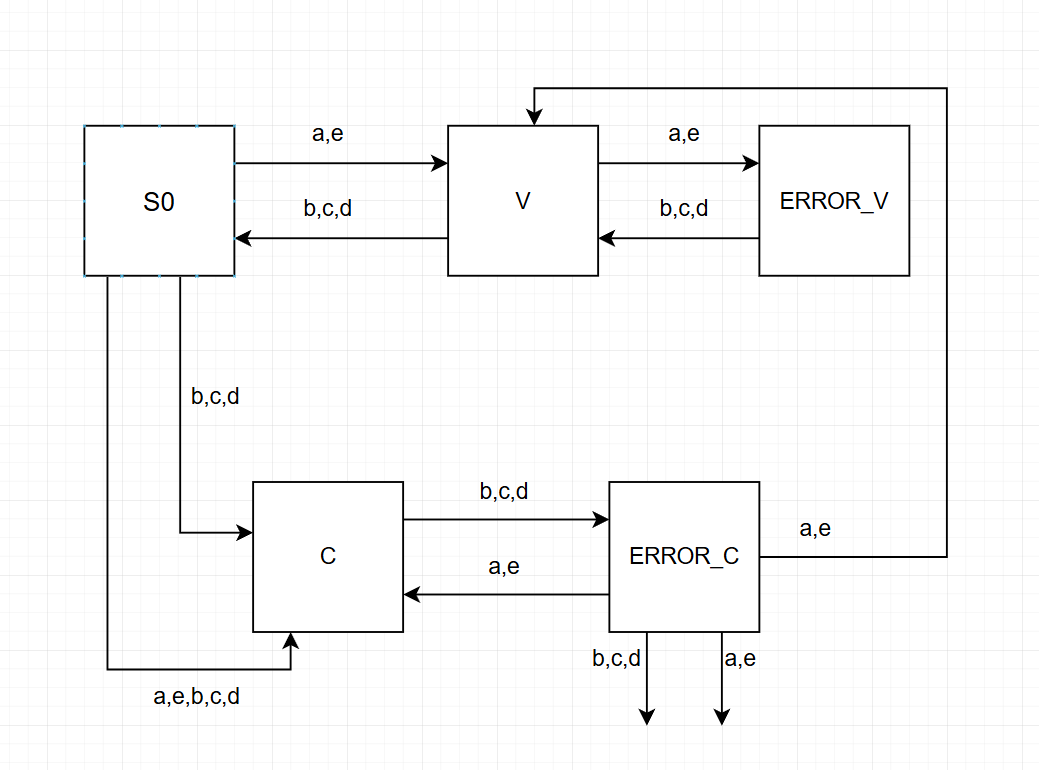 a,e
a,e
S0
b,c,d
V
b,c,d
ERROR_V
b,c,d
b,c,d
a,e
C
a,e
ERROR_C
b,c,d
a,e
a,e,b,c,d